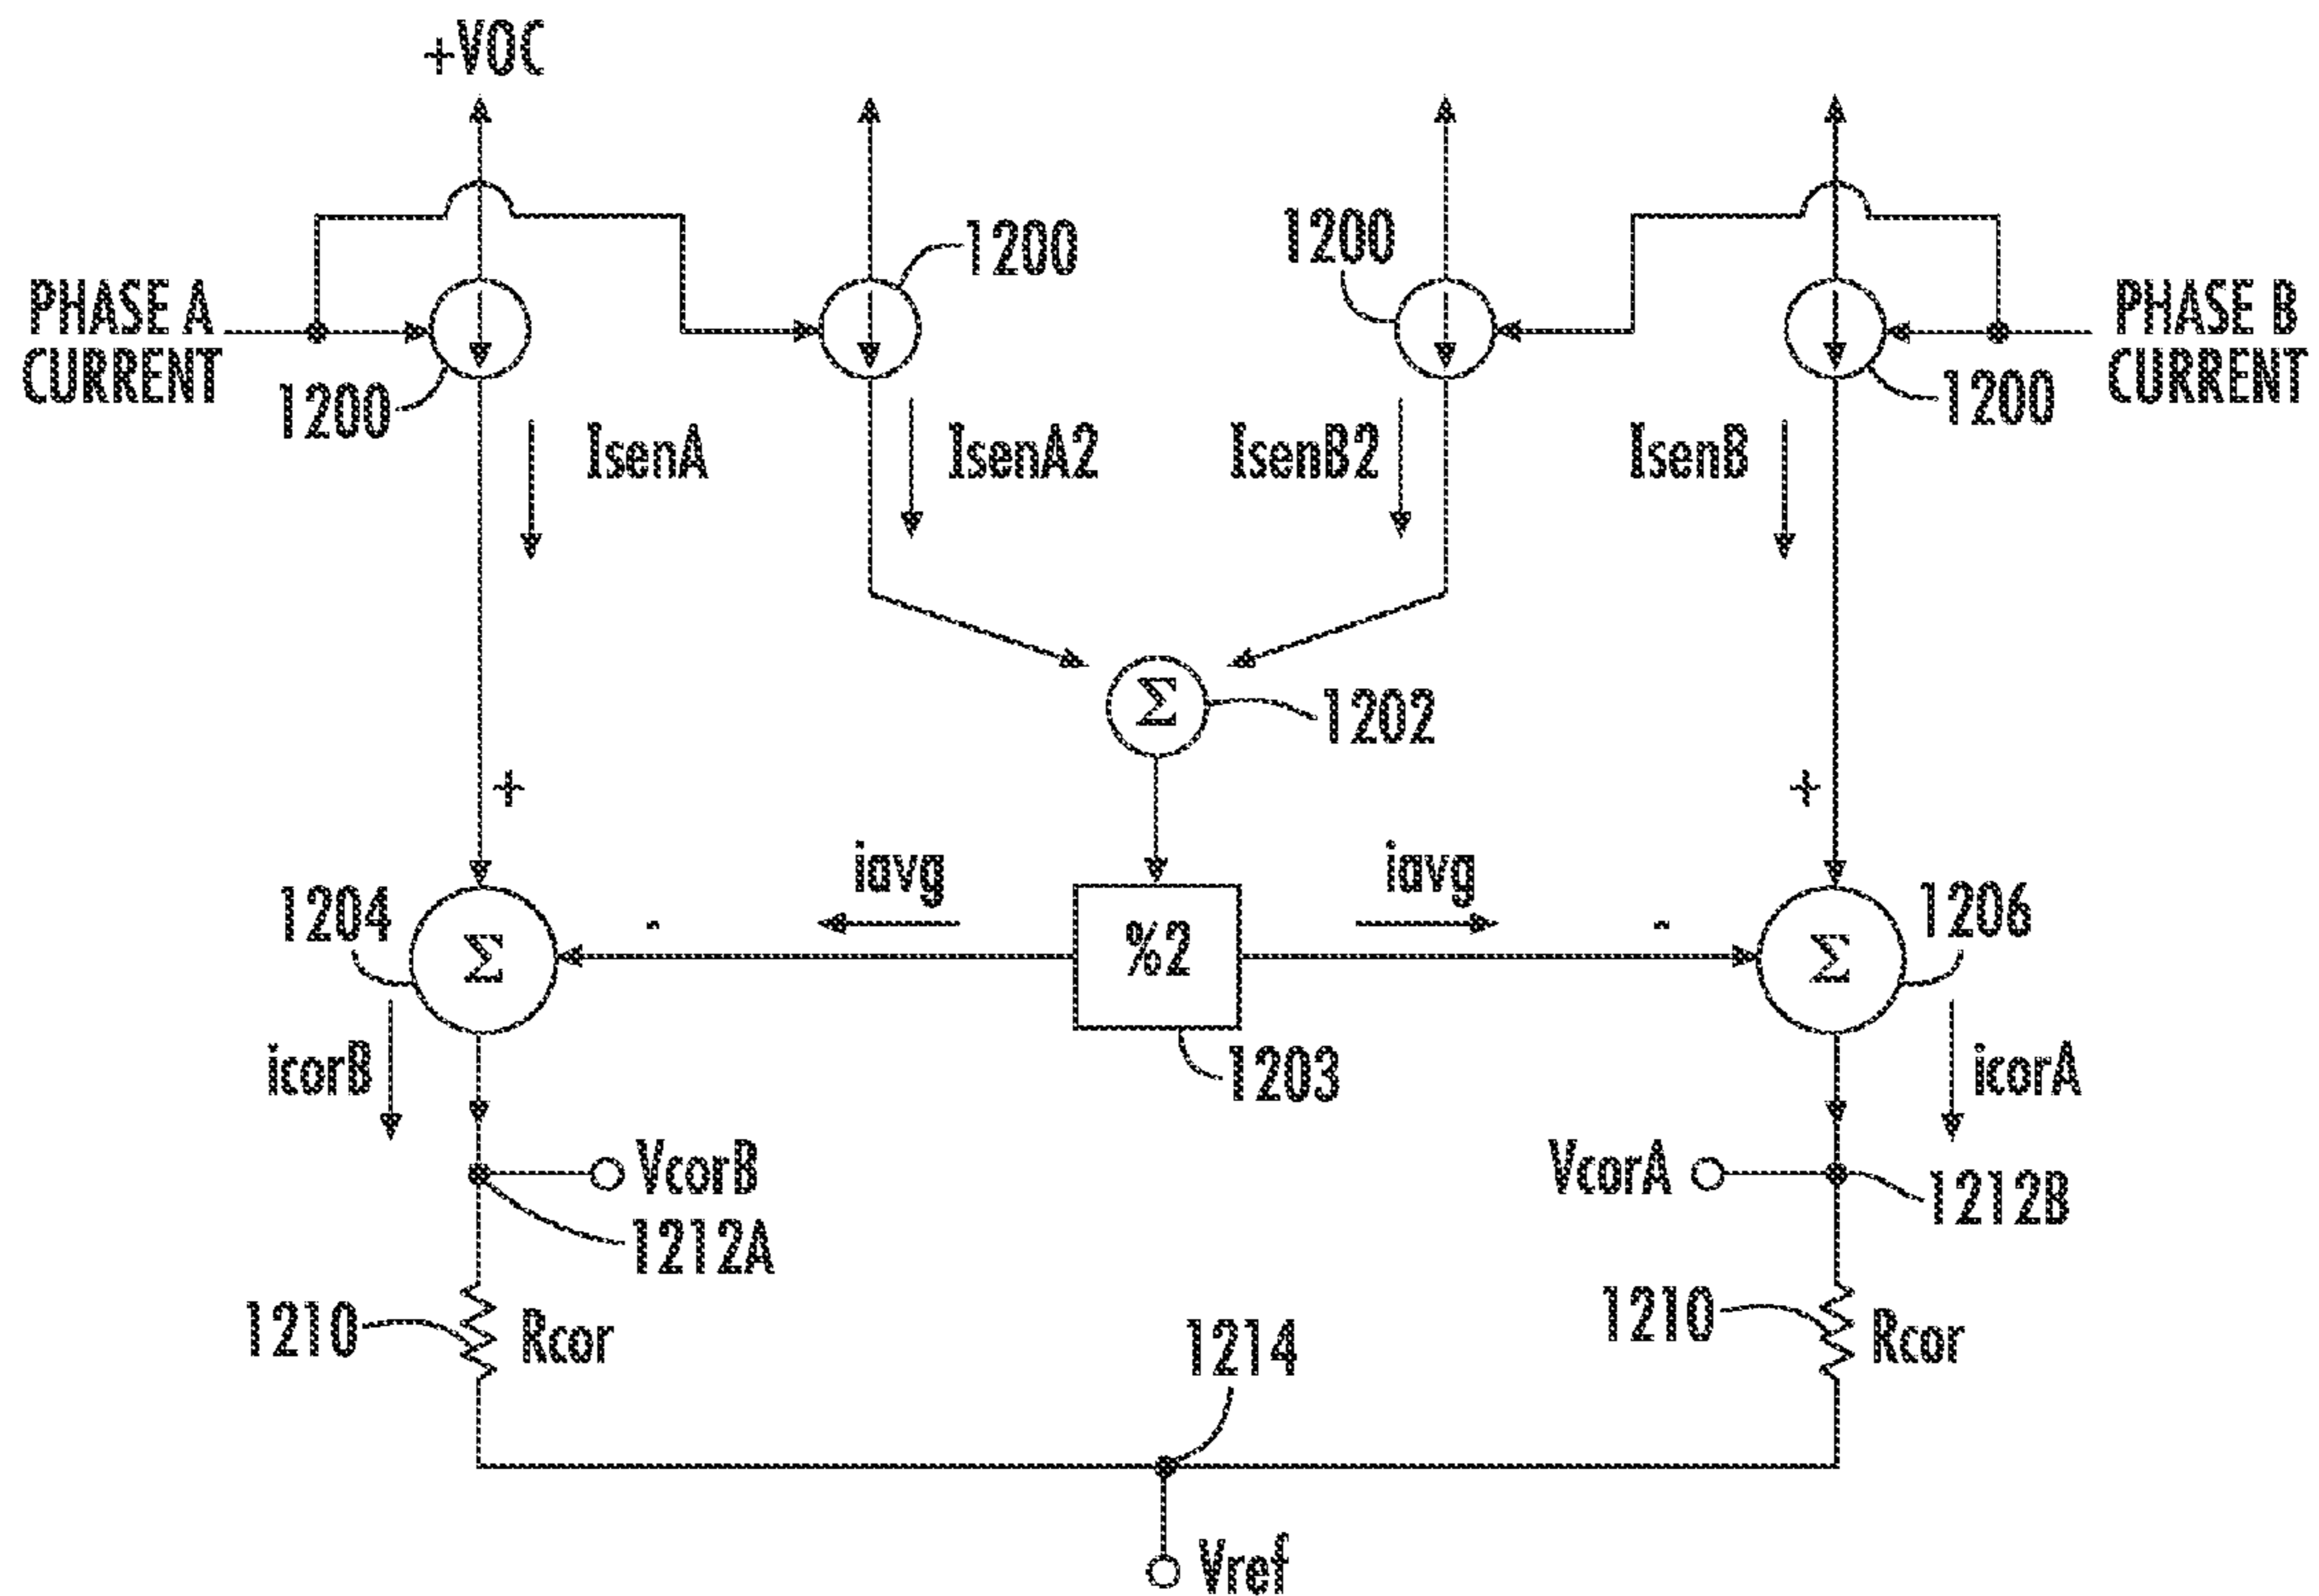 +VOC
1200
1200
PHASE A
CURRENT
PHASE B
CURRENT
1200
1200
IsenA
IsenA2
IsenB2
IsenB
Σ
1202
+
+
iavg
iavg
1204
1206
-
-
Σ
%2
Σ
icorB
1203
icorA
VcorB
VcorA
1212A
1212B
1210
Rcor
1214
1210
Rcor
Vref